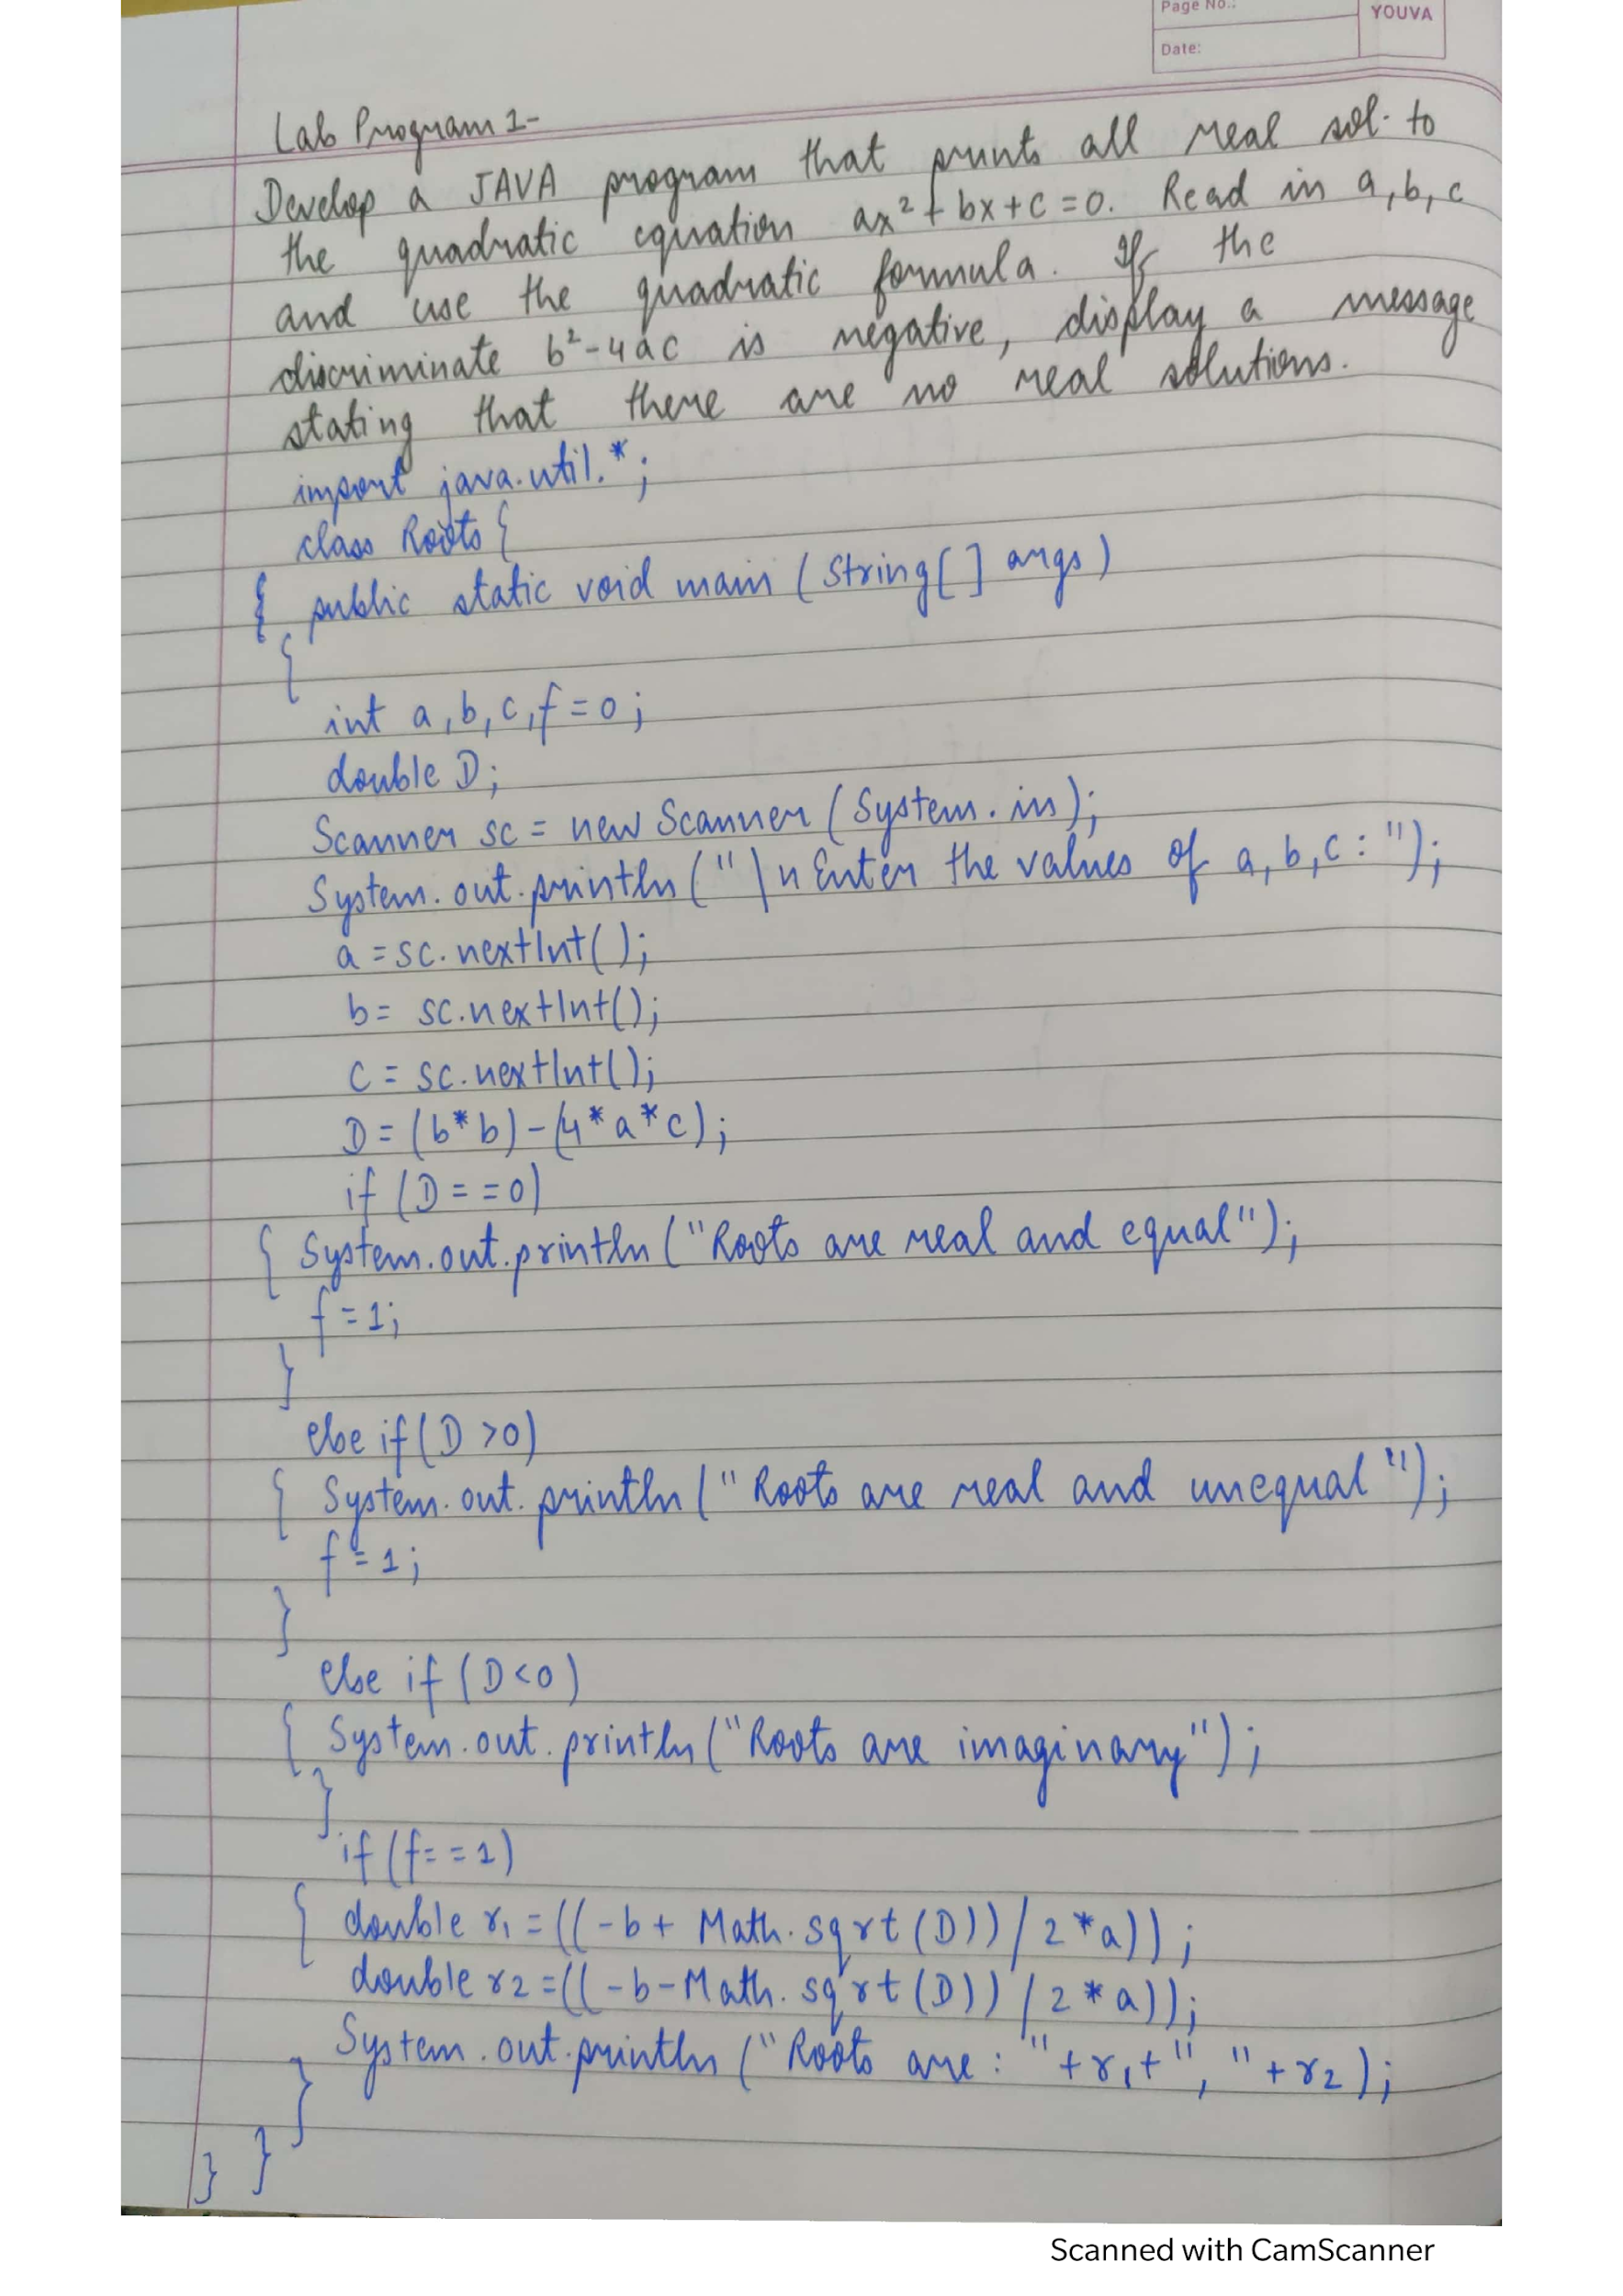 Page No.:
YOUVA
Date:
Lab Program 1-
Develop a JAVA program that prints all real sol. to
the quadratic equation ax²+bx+c=0. Read in a,b,c
and use the quadratic formula. If the
discriminate b²-4ac is negative, display a message
stating that there are no real solutions.
import java.util.*;
class Roots {
{ public static void main (String[] args)
{
int a,b,c,f=0;
double D;
Scanner sc = new Scanner (System.in);
System.out.println ("\n Enter the values of a,b,c:");
a = sc.nextInt();
b = sc.nextInt();
c = sc.nextInt();
D = (b*b)-(4*a*c);
if (D==0)
{ System.out.println ("Roots are real and equal");
f=1;
}
else if (D>0)
{ System.out.println ("Roots are real and unequal");
f=1;
}
else if (D<0)
{ System.out.println ("Roots are imaginary");
}
if (f==1)
{ double r₁ = ((-b + Math.sqrt(D))/2*a));
double r2 = ((-b-Math.sqrt(D))/2*a));
System.out.println ("Roots are: "+r₁+", "+r₂);
}
} }
Scanned with CamScanner